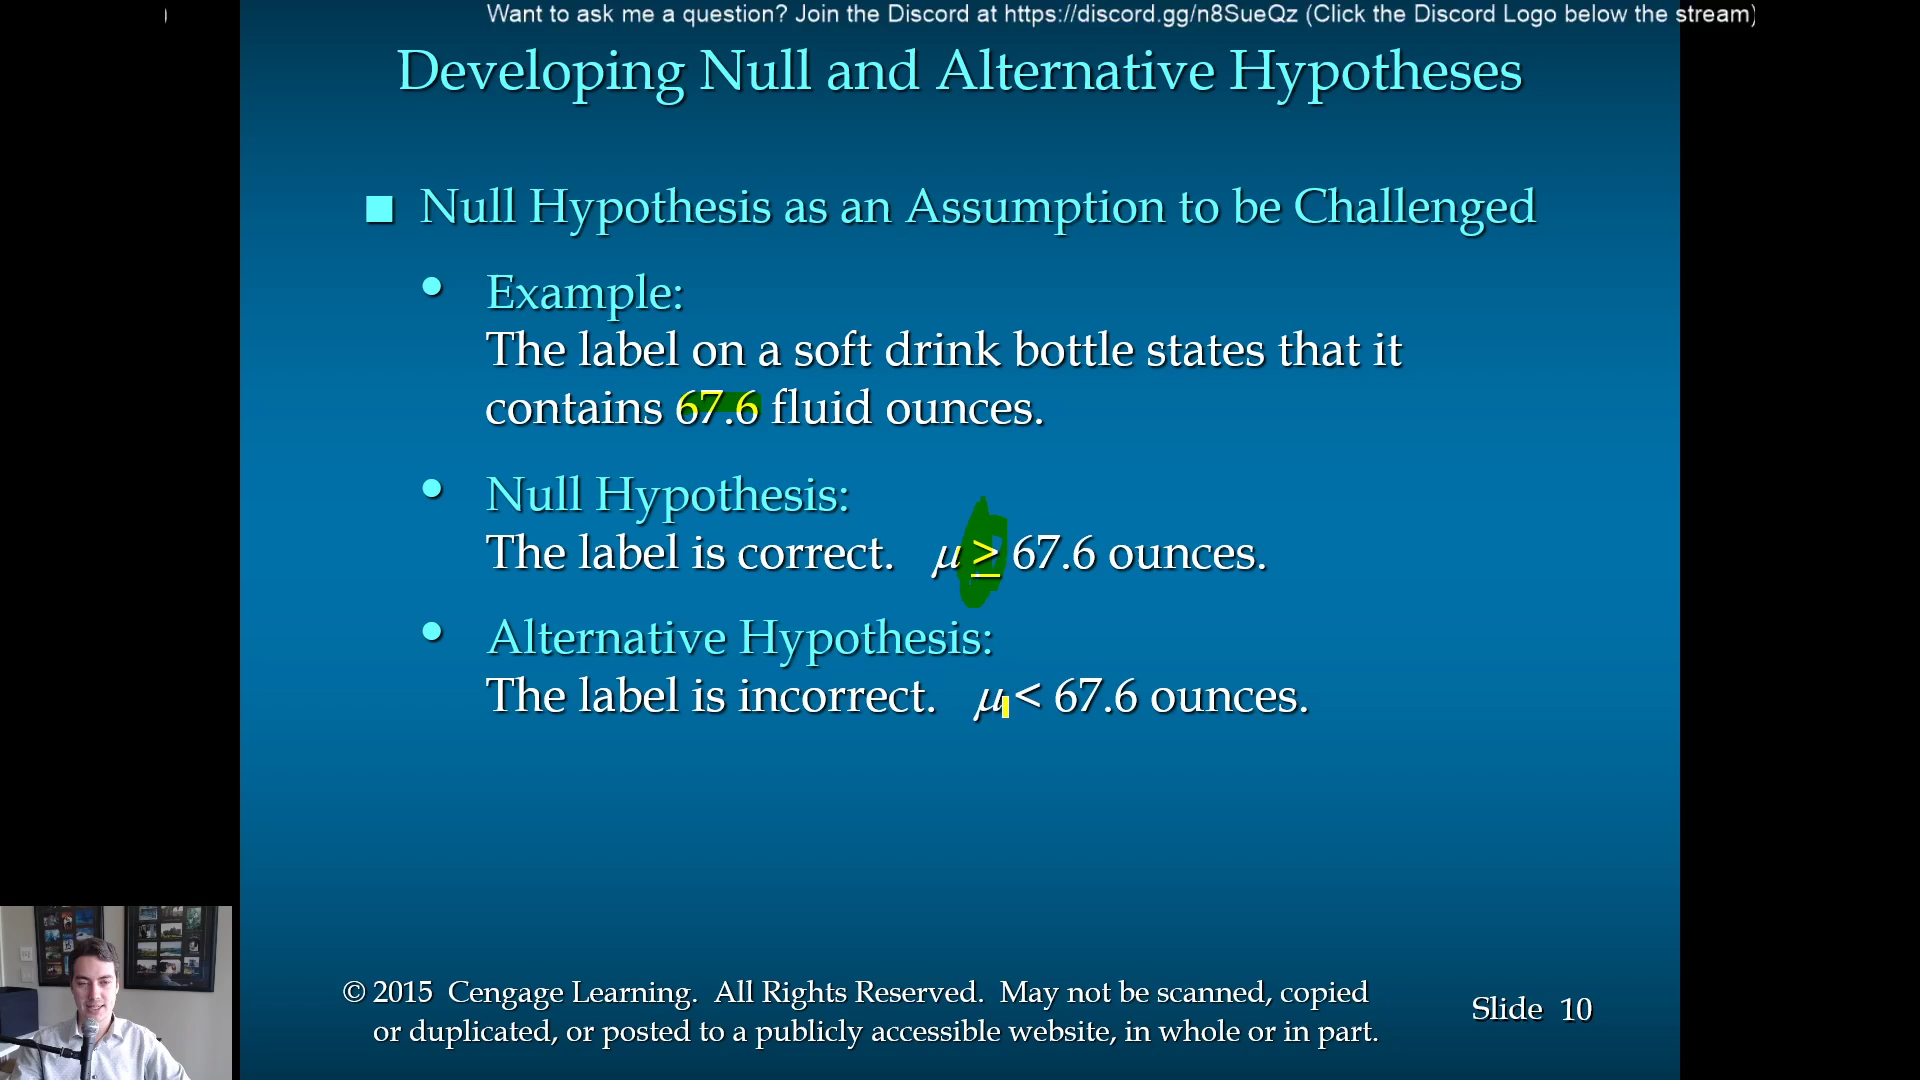 Want to ask me a question? Join the Discord at https://discord.gg/n8SueQz (Click the Discord Logo below the stream)
Developing Null and Alternative Hypotheses
■ Null Hypothesis as an Assumption to be Challenged
• Example:
The label on a soft drink bottle states that it
contains 67.6 fluid ounces.
• Null Hypothesis:
The label is correct. μ ≥ 67.6 ounces.
• Alternative Hypothesis:
The label is incorrect. μ < 67.6 ounces.
© 2015 Cengage Learning. All Rights Reserved. May not be scanned, copied
or duplicated, or posted to a publicly accessible website, in whole or in part.
Slide 10